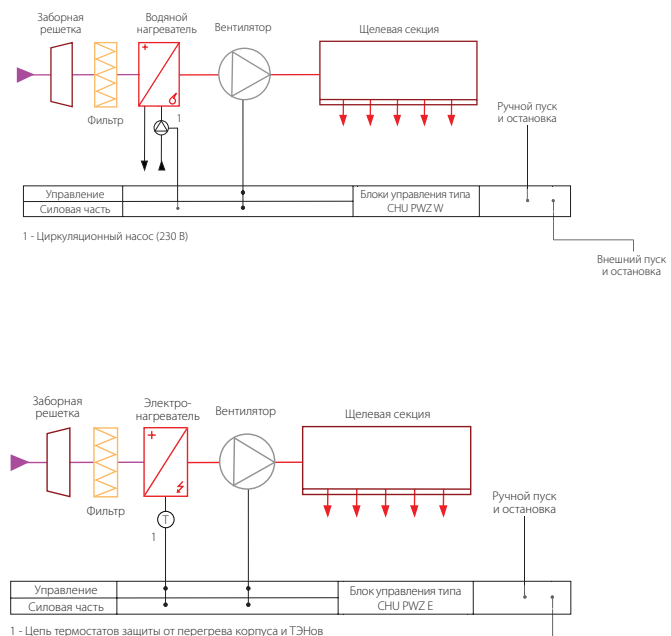 Заборная
решетка
Водяной
нагреватель
Вентилятор
Щелевая секция
+
Фильтр
1
Ручной пуск
и остановка
Управление
Силовая часть
Блоки управления типа
CHU PWZ W
1 - Циркуляционный насос (230 В)
Внешний пуск
и остановка
Заборная
решетка
Электро-
нагреватель
Вентилятор
Щелевая секция
+
Фильтр
T
1
Ручной пуск
и остановка
Управление
Силовая часть
Блок управления типа
CHU PWZ E
1 - Цепь термостатов защиты от перегрева корпуса и ТЭНов